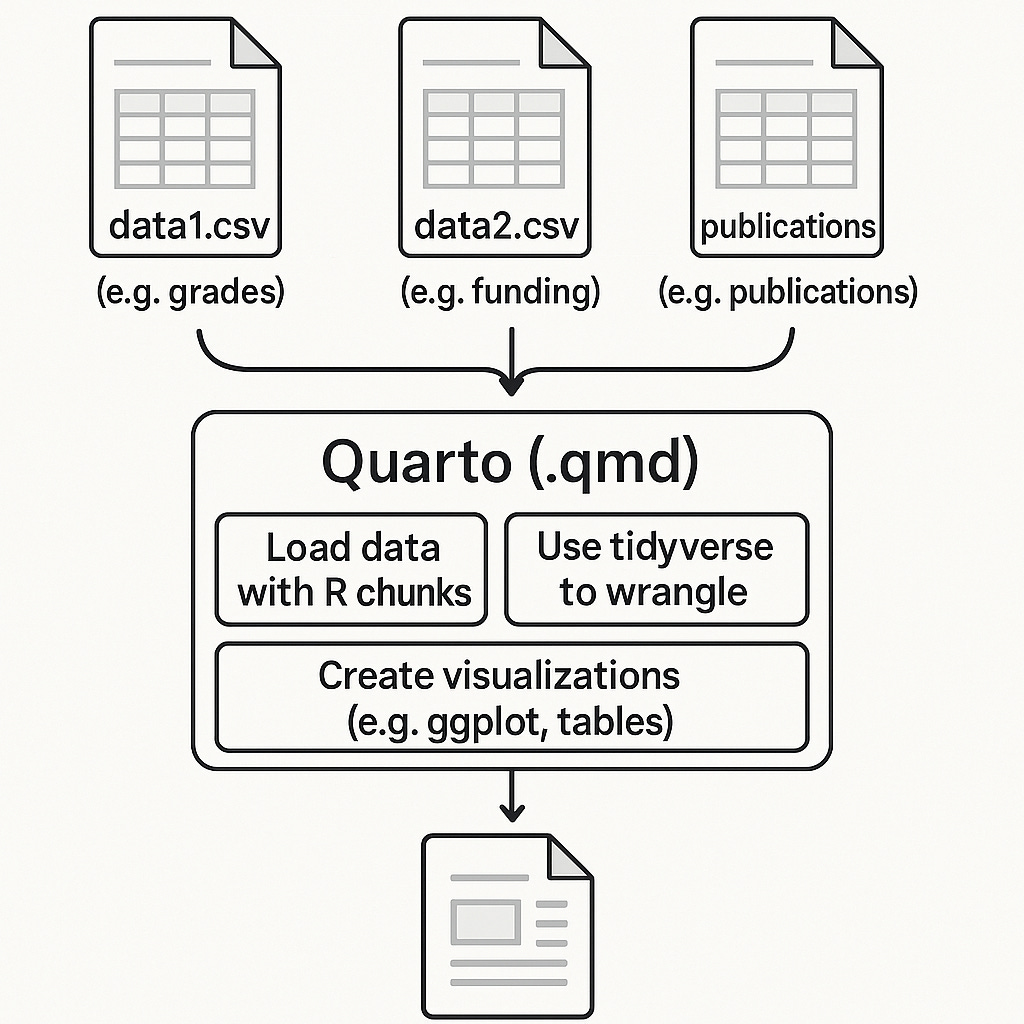 data1.csv
data2.csv
publications
(e.g. grades)
(e.g. funding)
(e.g. publications)
Quarto (.qmd)
Load data
with R chunks
Use tidyverse
to wrangle
Create visualizations
(e.g. ggplot, tables)